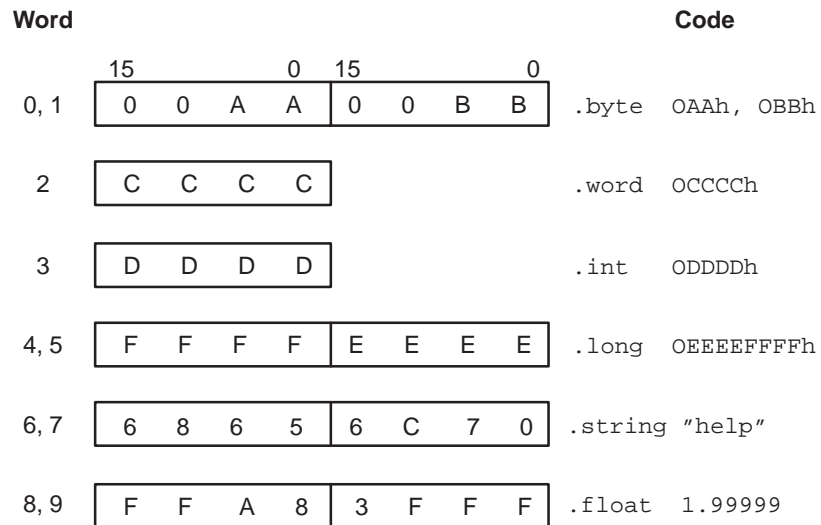 Word Code
15 0 15 0
0, 1 0 0 A A 0 0 B B .byte OAAh, OBBh
2 C C C C .word OCCCCh
3 D D D D .int ODDDDh
4, 5 F F F F E E E E .long OEEEEFFFFh
6, 7 6 8 6 5 6 C 7 0 .string ″help″
8, 9 F F A 8 3 F F F .float 1.99999